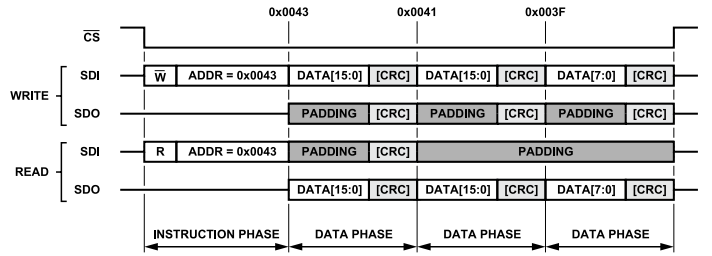 0x0043 0x0041 0x003F
CS
WRITE
SDI W ADDR = 0x0043 DATA[15:0] [CRC] DATA[15:0] [CRC] DATA[7:0] [CRC]
SDO PADDING [CRC] PADDING [CRC] PADDING [CRC]
READ
SDI R ADDR = 0x0043 PADDING [CRC] PADDING
SDO DATA[15:0] [CRC] DATA[15:0] [CRC] DATA[7:0] [CRC]
INSTRUCTION PHASE DATA PHASE DATA PHASE DATA PHASE